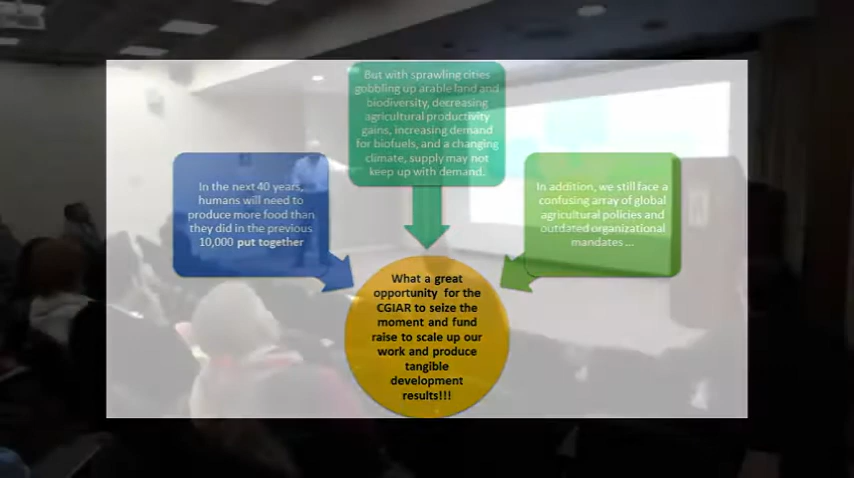 But with sprawling cities
gobbling up arable land and
biodiversity, decreasing
agricultural productivity
gains, increasing demand
for biofuels, and a changing
climate, supply may not
keep up with demand.
In the next 40 years,
humans will need to
produce more food than
they did in the previous
10,000 put together
In addition, we still face a
confusing array of global
agricultural policies and
outdated organizational
mandates ...
What a great
opportunity for the
CGIAR to seize the
moment and fund
raise to scale up our
work and produce
tangible
development
results!!!